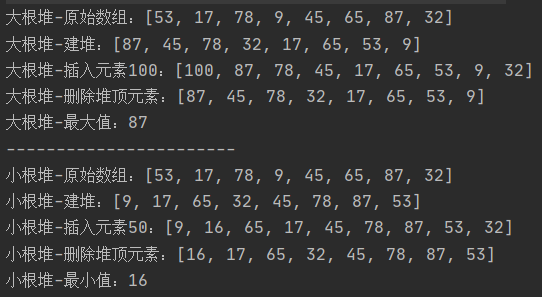 大根堆-原始数组：[53, 17, 78, 9, 45, 65, 87, 32]
大根堆-建堆：[87, 45, 78, 32, 17, 65, 53, 9]
大根堆-插入元素100：[100, 87, 78, 45, 17, 65, 53, 9, 32]
大根堆-删除堆顶元素：[87, 45, 78, 32, 17, 65, 53, 9]
大根堆-最大值：87
-----------------------
小根堆-原始数组：[53, 17, 78, 9, 45, 65, 87, 32]
小根堆-建堆：[9, 17, 65, 32, 45, 78, 87, 53]
小根堆-插入元素50：[9, 16, 65, 17, 45, 78, 87, 53, 32]
小根堆-删除堆顶元素：[16, 17, 65, 32, 45, 78, 87, 53]
小根堆-最小值：16